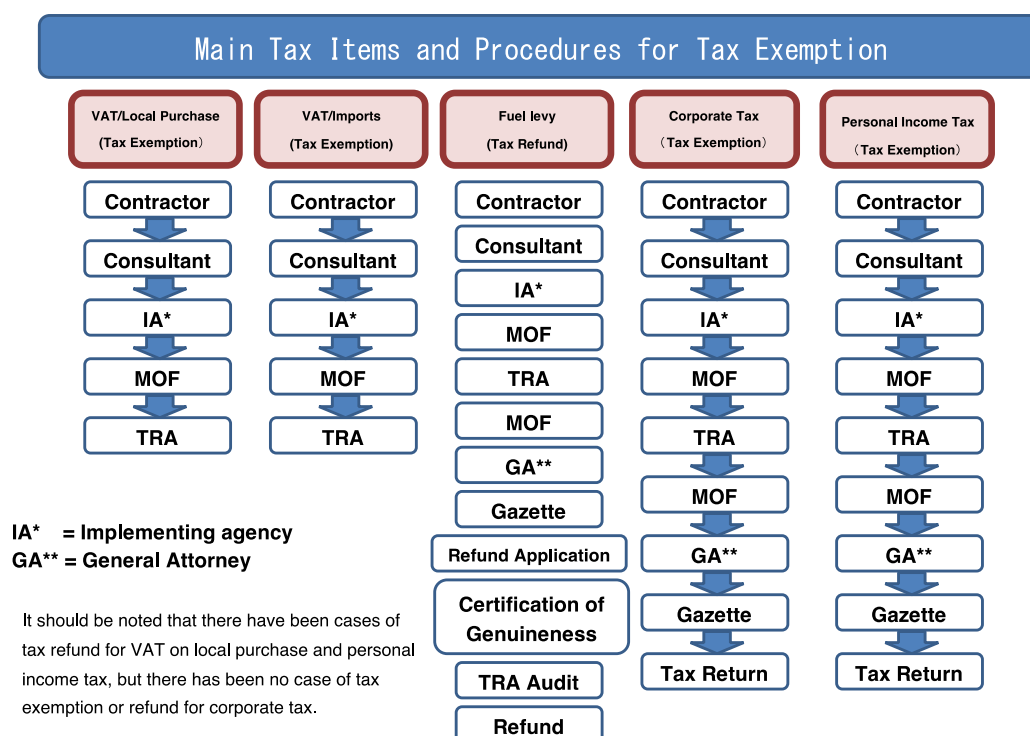 Main Tax Items and Procedures for Tax Exemption
VAT/Local Purchase
(Tax Exemption）
Contractor
Consultant
IA*
MOF
TRA
VAT/Imports
(Tax Exemption)
Contractor
Consultant
IA*
MOF
TRA
Fuel levy
(Tax Refund)
Contractor
Consultant
IA*
MOF
TRA
MOF
GA**
Gazette
Refund Application
Certification of
Genuineness
TRA Audit
Refund
Corporate Tax
（Tax Exemption）
Contractor
Consultant
IA*
MOF
TRA
MOF
GA**
Gazette
Tax Return
Personal Income Tax
（Tax Exemption）
Contractor
Consultant
IA*
MOF
TRA
MOF
GA**
Gazette
Tax Return
IA* = Implementing agency
GA** = General Attorney
It should be noted that there have been cases of
tax refund for VAT on local purchase and personal
income tax, but there has been no case of tax
exemption or refund for corporate tax.